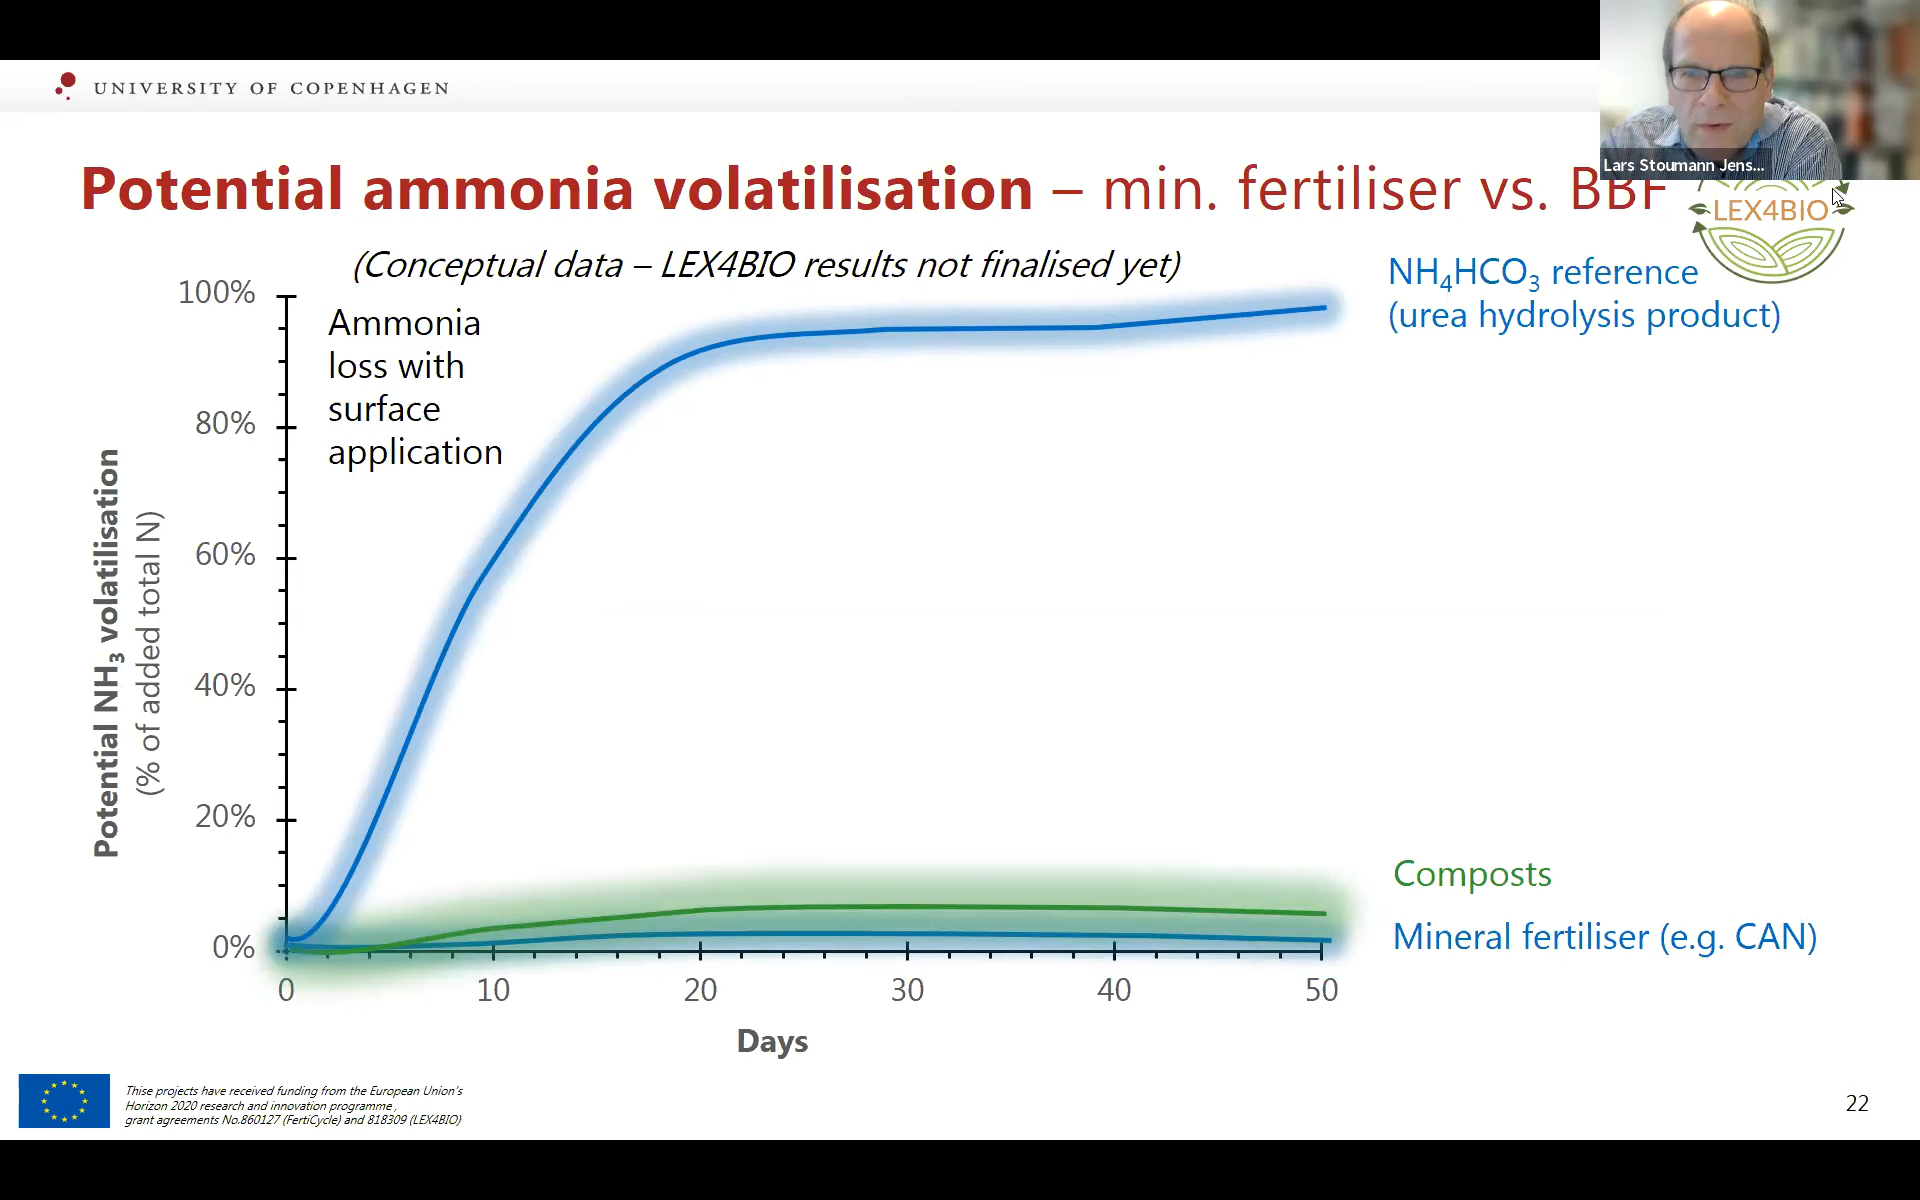 UNIVERSITY OF COPENHAGEN
Lars Stoumann Jens...
Potential ammonia volatilisation – min. fertiliser vs. BBF
LEX4BIO
(Conceptual data – LEX4BIO results not finalised yet)
NH4HCO3 reference
(urea hydrolysis product)
Ammonia
loss with
surface
application
Potential NH3 volatilisation
(% of added total N)
100%
80%
60%
40%
20%
0%
Composts
Mineral fertiliser (e.g. CAN)
0 10 20 30 40 50
Days
Thise projects have received funding from the European Union's
Horizon 2020 research and innovation programme ,
grant agreements No.860127 (FertiCycle) and 818309 (LEX4BIO)
22